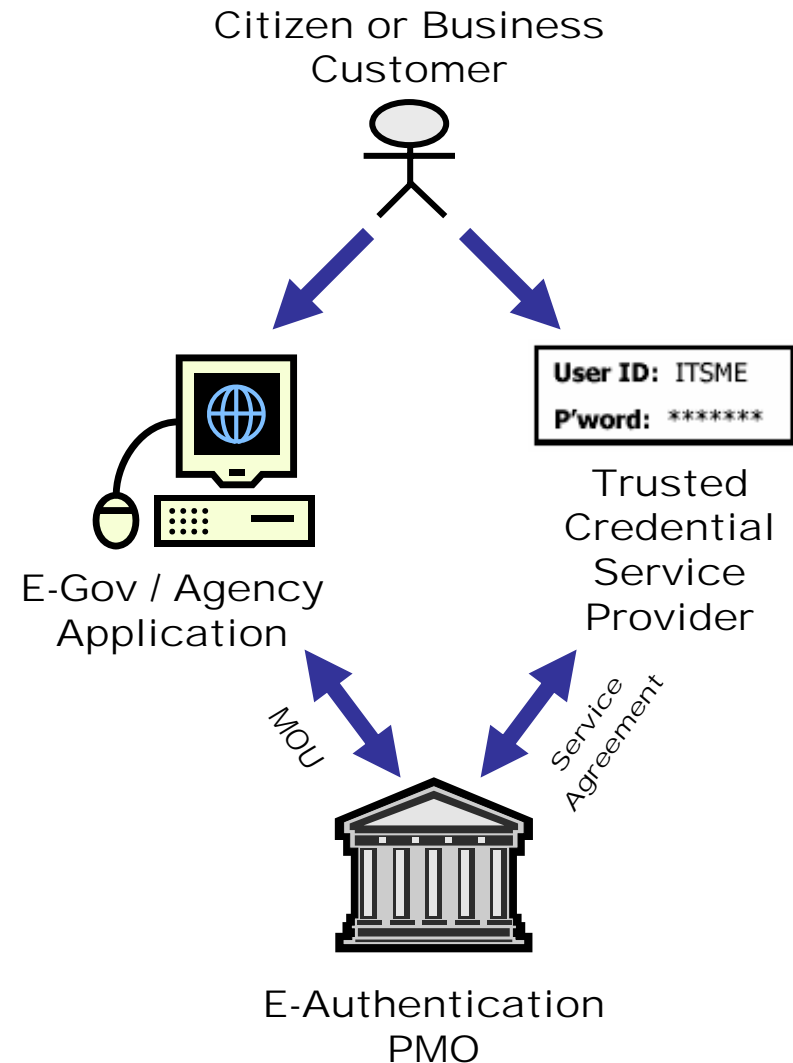 Citizen or Business
Customer
User ID: ITSME
P'word: *******
Trusted
Credential
Service
Provider
E-Gov / Agency
Application
MOU
Service
Agreement
E-Authentication
PMO